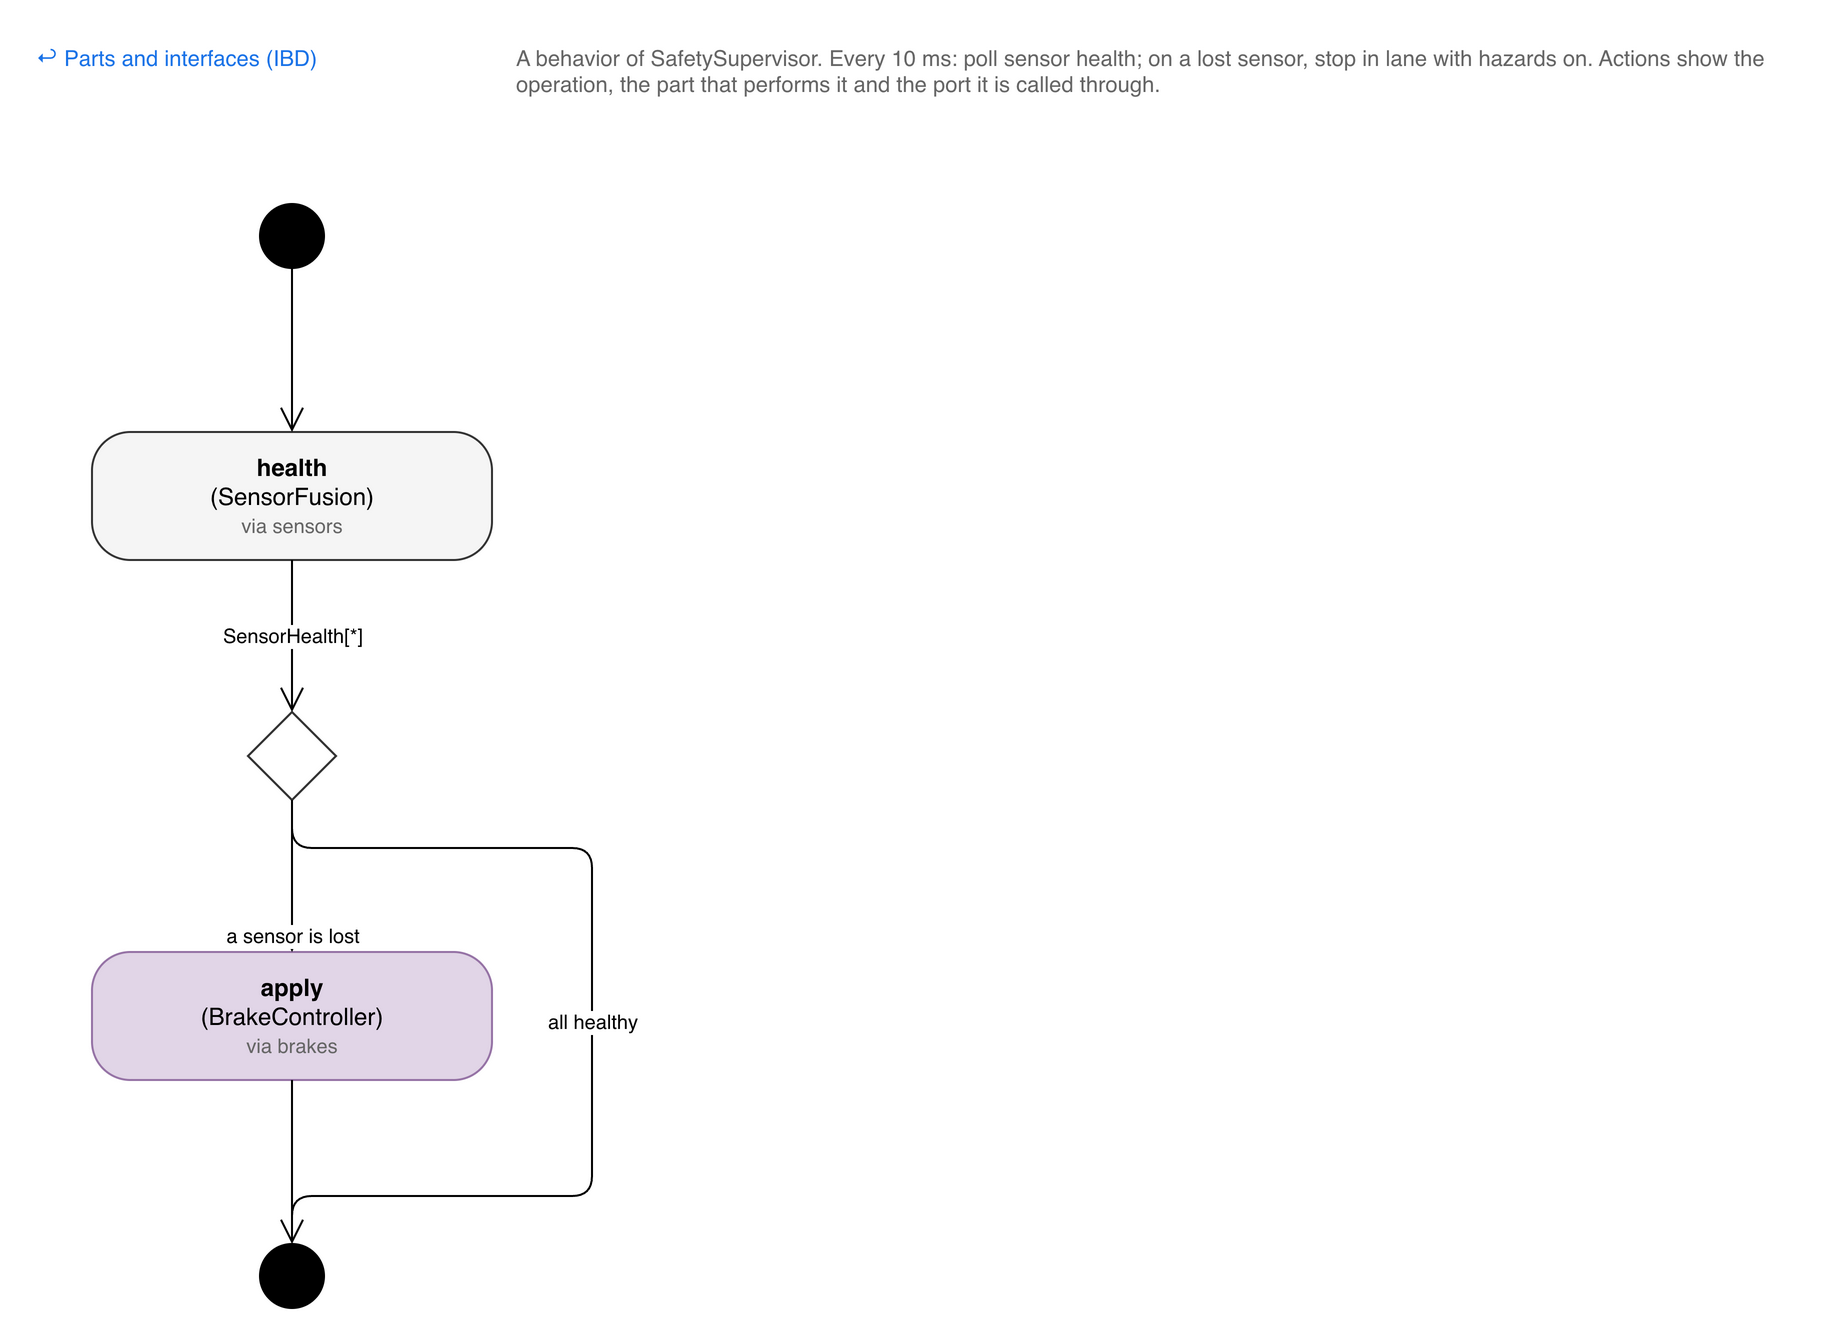 ↩ Parts and interfaces (IBD)
A behavior of SafetySupervisor. Every 10 ms: poll sensor health; on a lost sensor, stop in lane with hazards on. Actions show the
operation, the part that performs it and the port it is called through.
health
(SensorFusion)
via sensors
SensorHealth[*]
a sensor is lost
apply
(BrakeController)
via brakes
all healthy